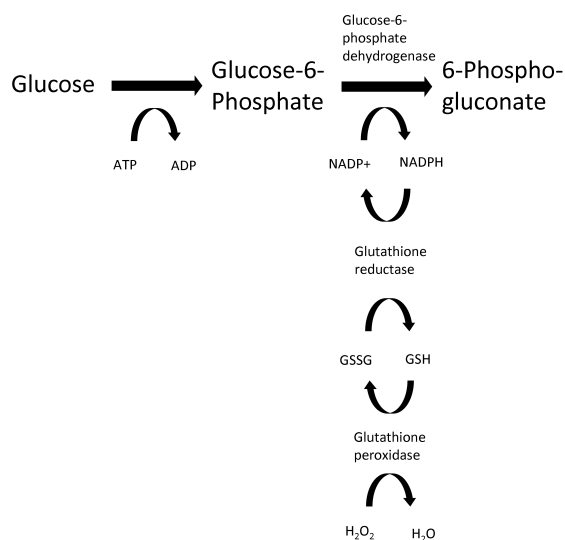 Glucose-6-
phosphate
dehydrogenase
Glucose
Glucose-6-
Phosphate
6-Phospho-
gluconate
ATP
ADP
NADP+
NADPH
Glutathione
reductase
GSSG
GSH
Glutathione
peroxidase
H₂O₂
H₂O